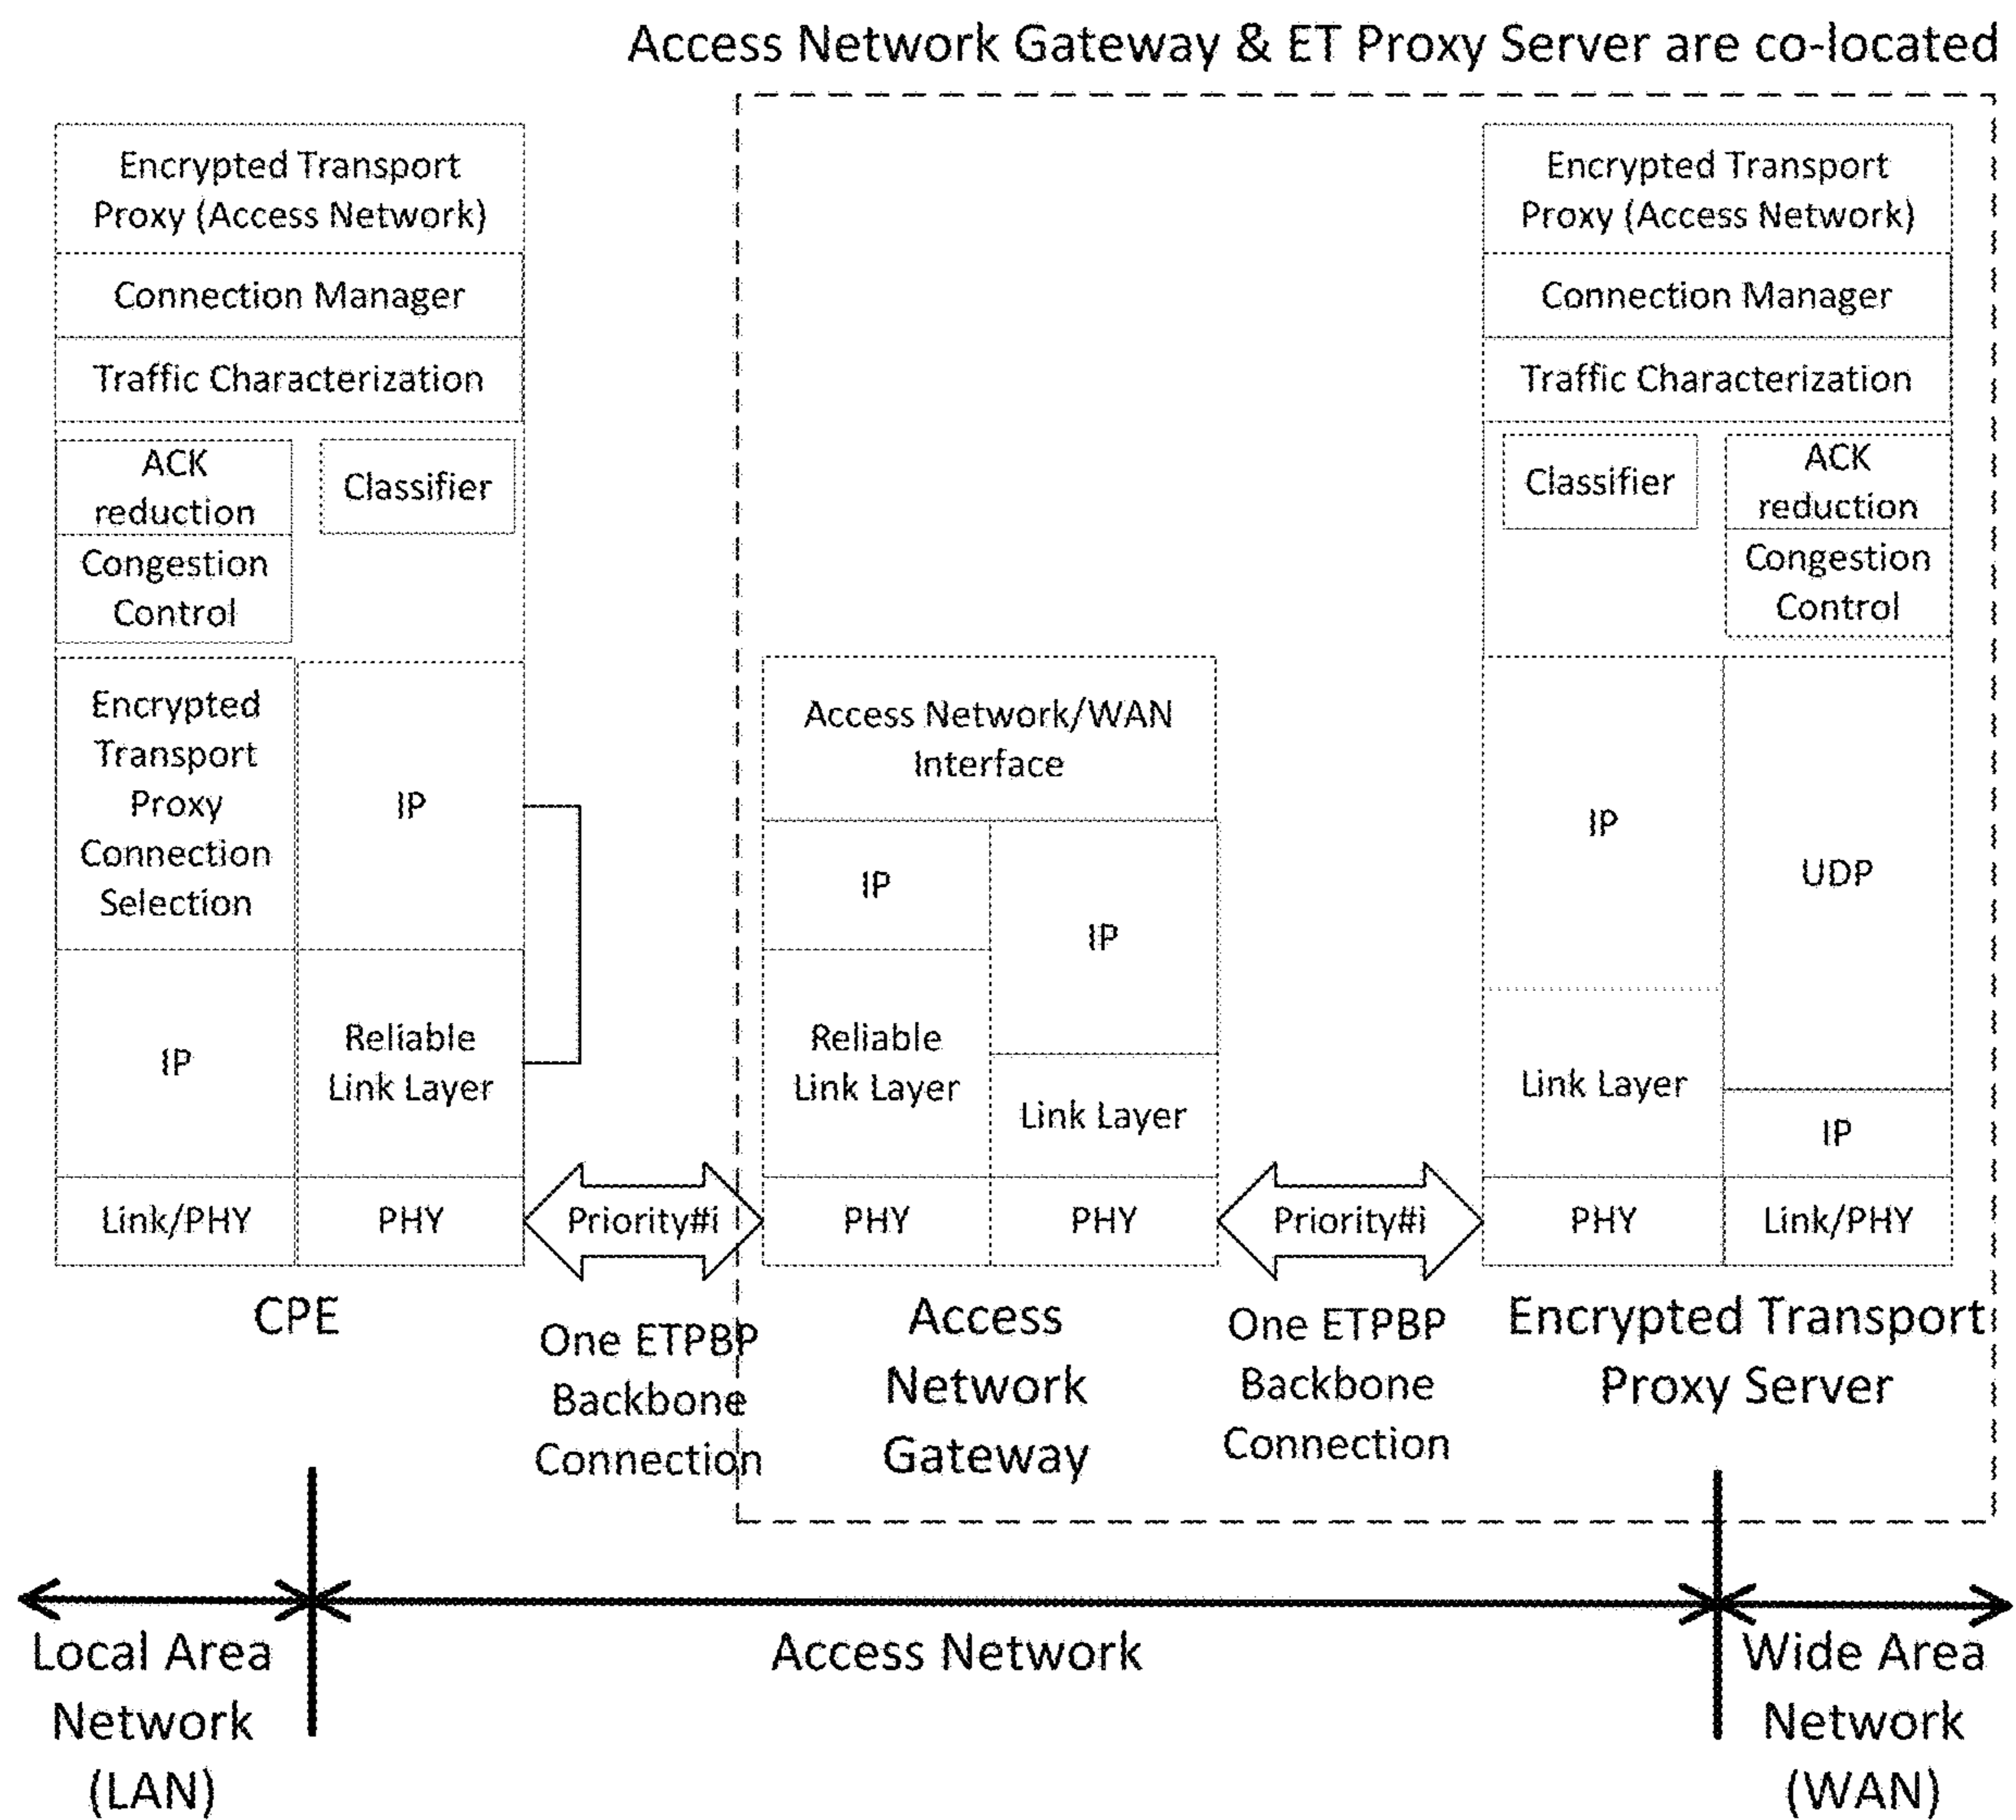 Access Network Gateway & ET Proxy Server are co-located
Encrypted Transport
Proxy (Access Network)
Connection Manager
Traffic Characterization
ACK
reduction
Classifier
Congestion
Control
Encrypted
Transport
Proxy
Connection
Selection
IP
IP
Reliable
Link Layer
Link/PHY
PHY
CPE
Priority#i
One ETPBP
Backbone
Connection
Access Network/WAN
Interface
IP
IP
Reliable
Link Layer
Link Layer
PHY
PHY
Access
Network
Gateway
Priority#i
One ETPBP
Backbone
Connection
Encrypted Transport
Proxy (Access Network)
Connection Manager
Traffic Characterization
Classifier
ACK
reduction
Congestion
Control
IP
UDP
Link Layer
IP
PHY
Link/PHY
Encrypted Transport
Proxy Server
Local Area
Network
(LAN)
Access Network
Wide Area
Network
(WAN)